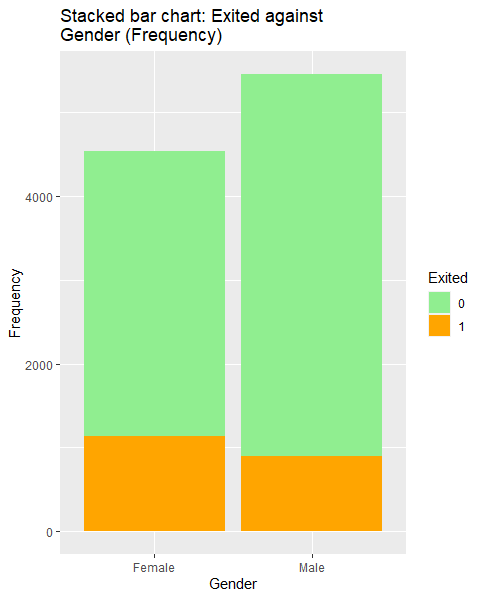 Stacked bar chart: Exited against
Gender (Frequency)
4000
2000
0
Frequency
Female
Male
Gender
Exited
0
1